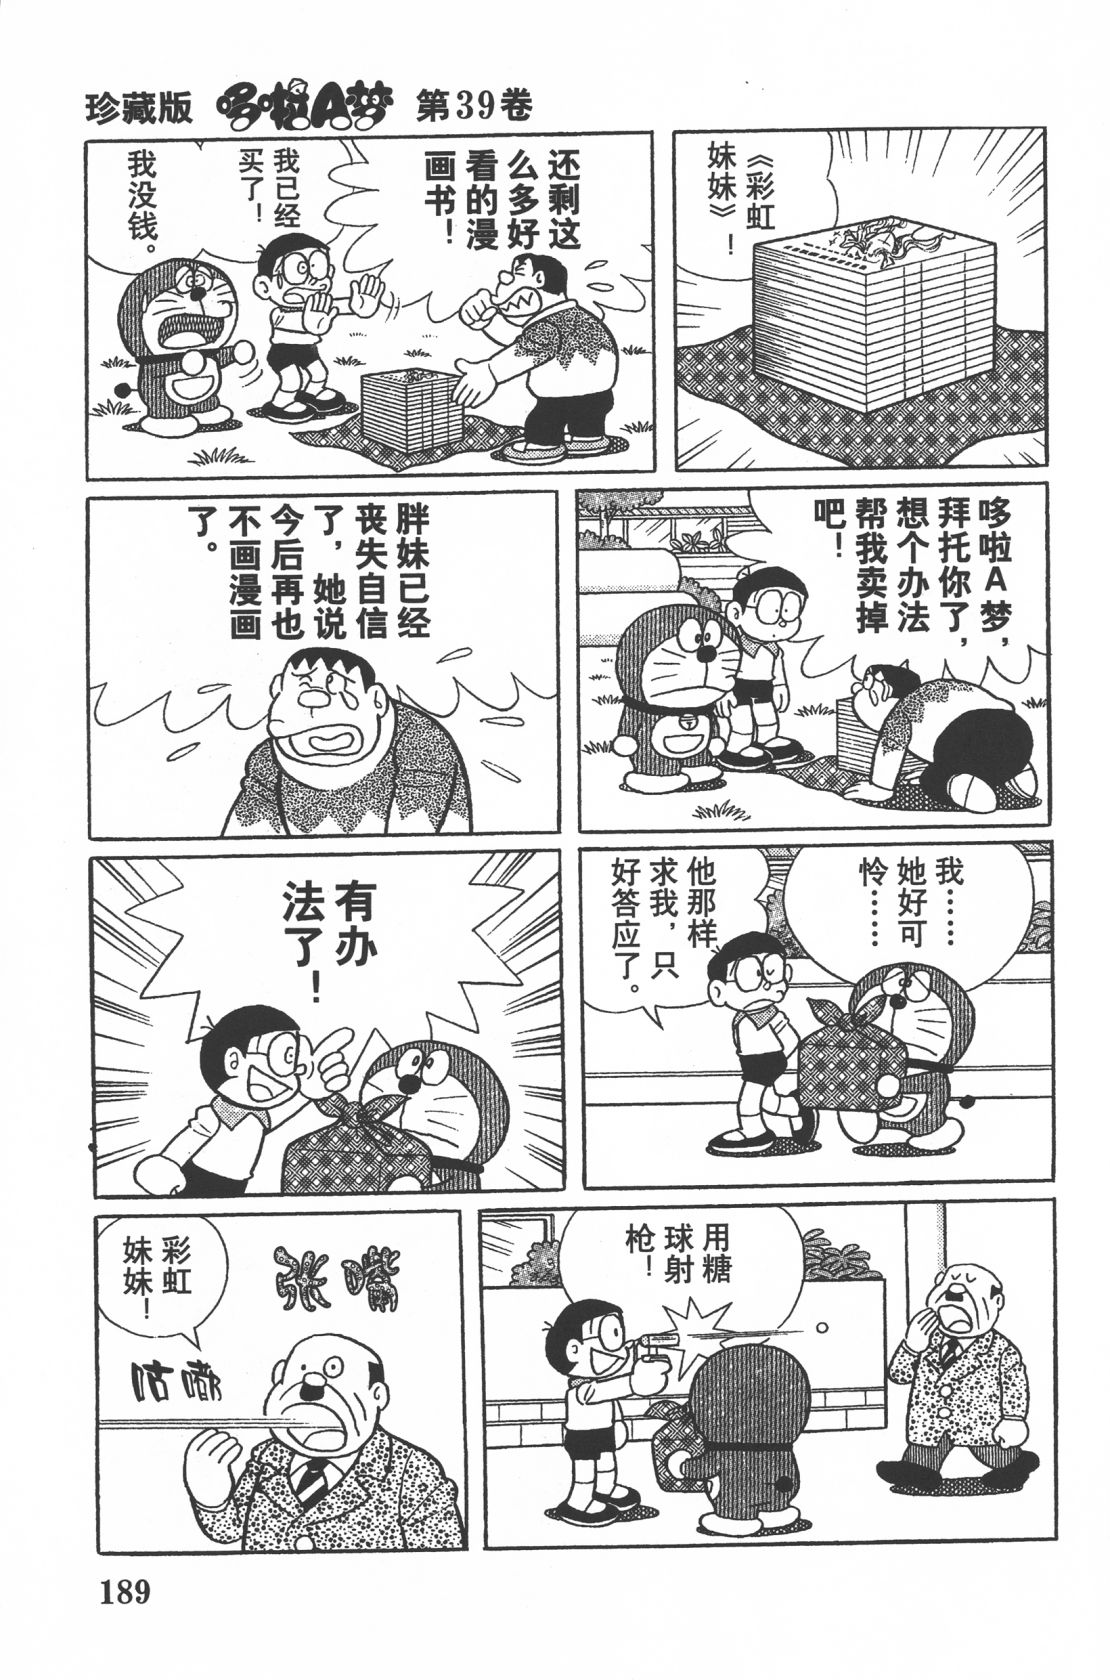 珍藏版 哆啦A梦 第39卷
《彩虹
妹妹》！
还剩这
么多好
看的漫
画书！
我已经
买了！
我没钱。
哆啦A梦，
拜托你了，
想个办法
帮我卖掉
吧！
胖妹已经
丧失自信
了，她说
今后再也
不画漫画
了。
我……
她好可
怜……
他那样
求我，只
好答应了。
有办
法了！
用糖
球射
枪！
张嘴
彩虹
妹妹！
咕嘟
189